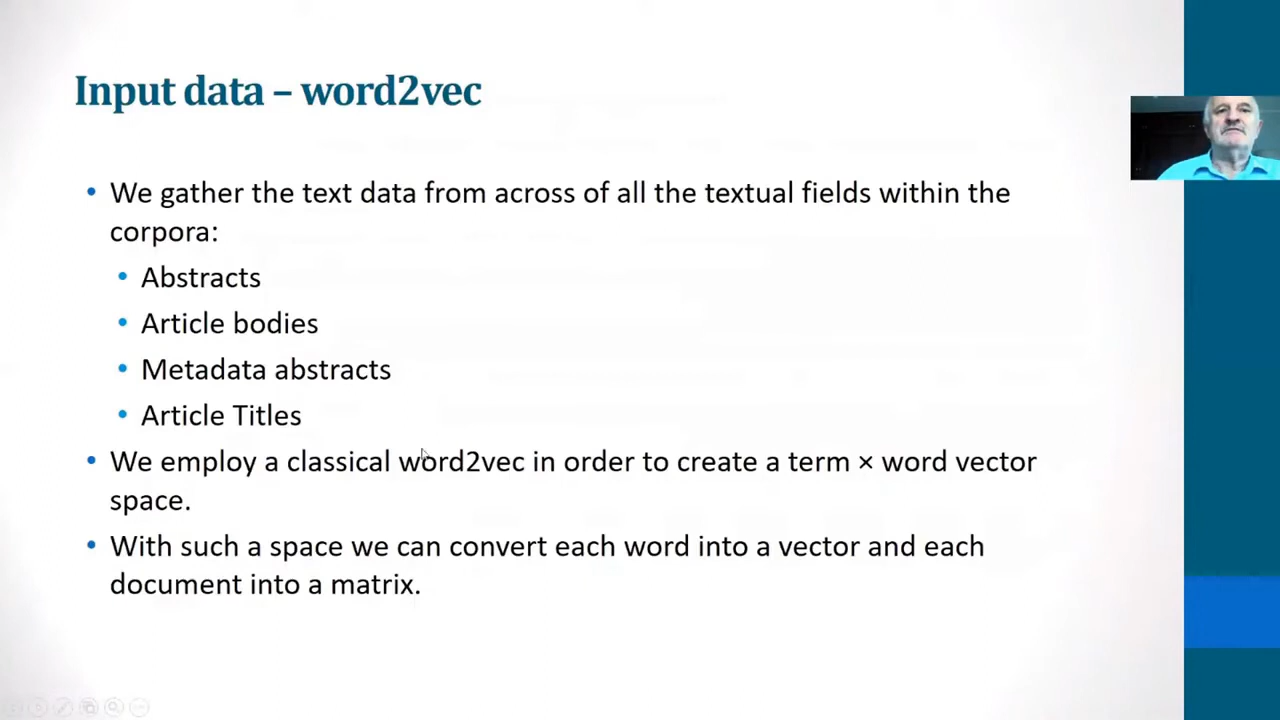 Input data – word2vec
• We gather the text data from across of all the textual fields within the
corpora:
• Abstracts
• Article bodies
• Metadata abstracts
• Article Titles
• We employ a classical word2vec in order to create a term × word vector
space.
• With such a space we can convert each word into a vector and each
document into a matrix.